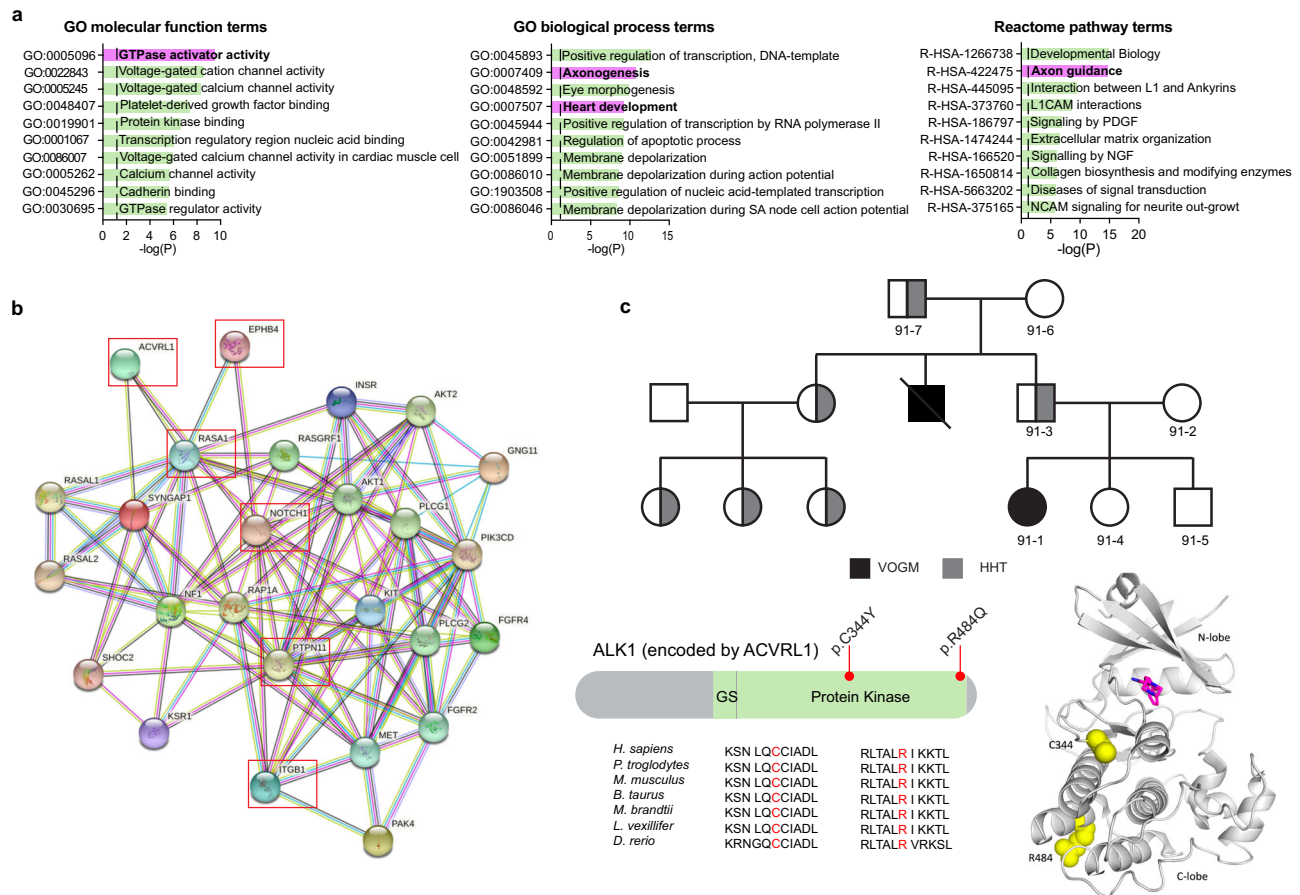 a
GO molecular function terms
GO:0005096 GTPase activator activity
GO:0022843 Voltage-gated cation channel activity
GO:0005245 Voltage-gated calcium channel activity
GO:0048407 Platelet-derived growth factor binding
GO:0019901 Protein kinase binding
GO:0001067 Transcription regulatory region nucleic acid binding
GO:0086007 Voltage-gated calcium channel activity in cardiac muscle cell
GO:0005262 Calcium channel activity
GO:0045296 Cadherin binding
GO:0030695 GTPase regulator activity
0 2 4 6 8 10
-log(P)
GO biological process terms
GO:0045893 Positive regulation of transcription, DNA-template
GO:0007409 Axonogenesis
GO:0048592 Eye morphogenesis
GO:0007507 Heart development
GO:0045944 Positive regulation of transcription by RNA polymerase II
GO:0042981 Regulation of apoptotic process
GO:0051899 Membrane depolarization
GO:0086010 Membrane depolarization during action potential
GO:1903508 Positive regulation of nucleic acid-templated transcription
GO:0086046 Membrane depolarization during SA node cell action potential
0 5 10 15
-log(P)
Reactome pathway terms
R-HSA-1266738 Developmental Biology
R-HSA-422475 Axon guidance
R-HSA-445095 Interaction between L1 and Ankyrins
R-HSA-373760 L1CAM interactions
R-HSA-186797 Signaling by PDGF
R-HSA-1474244 Extracellular matrix organization
R-HSA-166520 Signalling by NGF
R-HSA-1650814 Collagen biosynthesis and modifying enzymes
R-HSA-5663202 Diseases of signal transduction
R-HSA-375165 NCAM signaling for neurite out-growt
0 5 10 15 20
-log(P)
b
ACVRL1
EPHB4
INSR
AKT2
RASA1
RASGRF1
GNG11
RASAL1
SYNGAP1
AKT1
NOTCH1
PLCG1
PIK3CD
RASAL2
NF1
RAP1A
KIT
PLCG2
FGFR4
SHOC2
PTPN11
KSR1
FGFR2
MET
ITGB1
PAK4
c
91-7
91-6
91-3
91-2
91-1
91-4
91-5
VOGM
HHT
ALK1 (encoded by ACVRL1)
p.C344Y
p.R484Q
GS
Protein Kinase
H. sapiens KSN LQCCIADL RLTALR I KKTL
P. troglodytes KSN LQCCIADL RLTALR I KKTL
M. musculus KSN LQCCIADL RLTALR I KKTL
B. taurus KSN LQCCIADL RLTALR I KKTL
M. brandtii KSN LQCCIADL RLTALR I KKTL
L. vexillifer KSN LQCCIADL RLTALR I KKTL
D. rerio KRNGQCCIADL RLTALR VRKSL
N-lobe
C344
R484
C-lobe